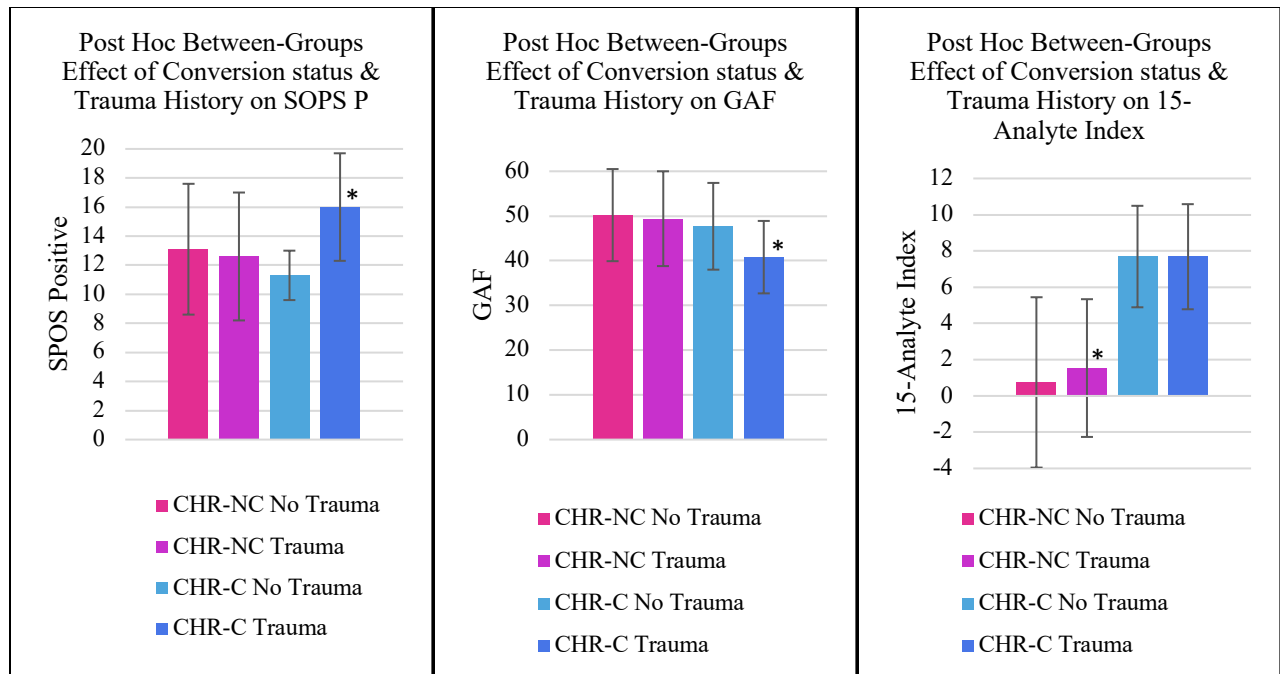 Post Hoc Between-Groups
Effect of Conversion status &
Trauma History on SOPS P
20
18
16
14
12
10
8
6
4
2
0
SPOS Positive
*
CHR-NC No Trauma
CHR-NC Trauma
CHR-C No Trauma
CHR-C Trauma
Post Hoc Between-Groups
Effect of Conversion status &
Trauma History on GAF
60
50
40
30
20
10
0
GAF
*
CHR-NC No Trauma
CHR-NC Trauma
CHR-C No Trauma
CHR-C Trauma
Post Hoc Between-Groups
Effect of Conversion status &
Trauma History on 15-
Analyte Index
12
10
8
6
4
2
0
-2
-4
15-Analyte Index
*
CHR-NC No Trauma
CHR-NC Trauma
CHR-C No Trauma
CHR-C Trauma